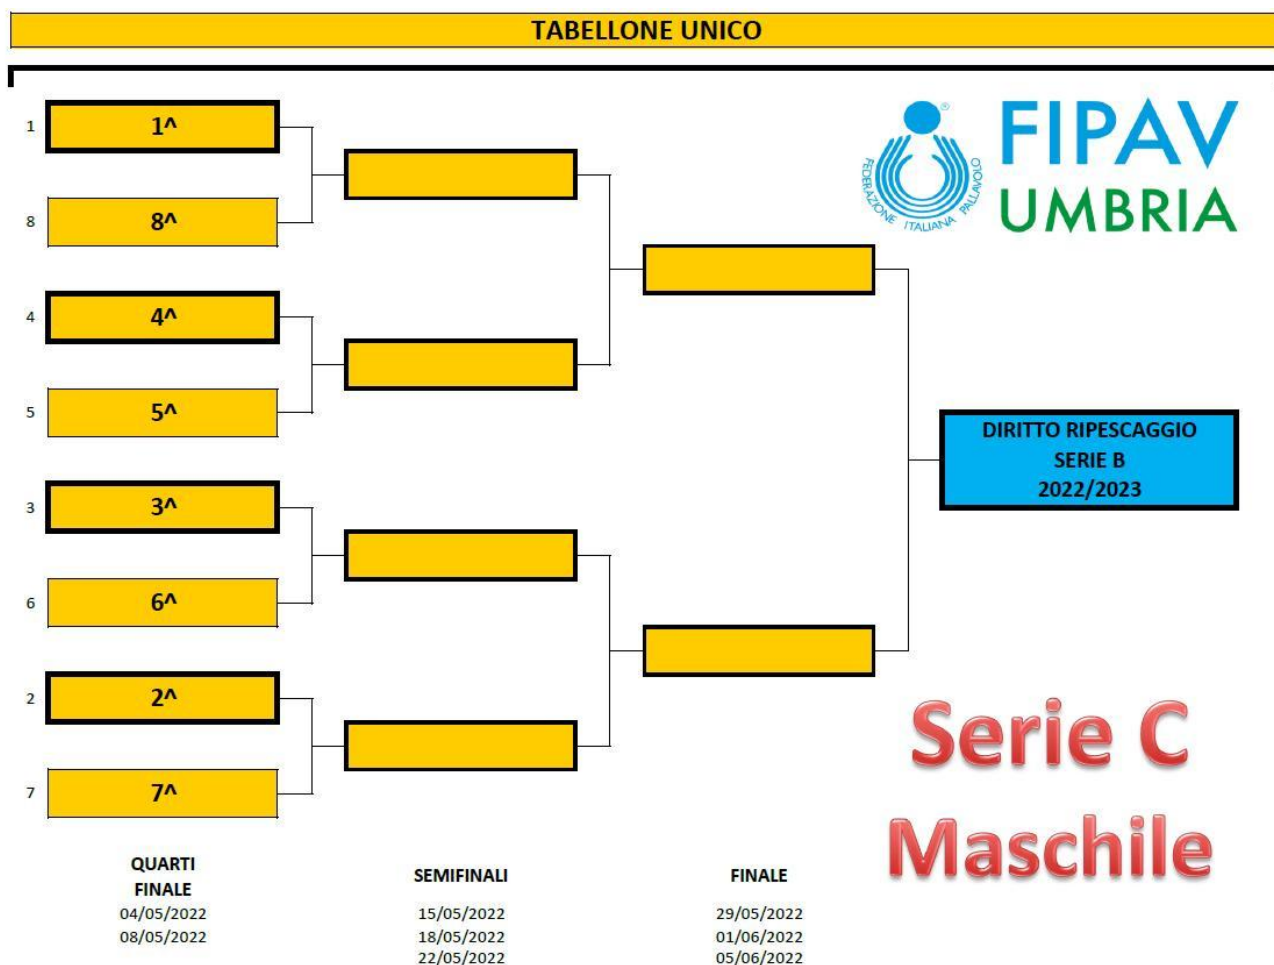 TABELLONE UNICO
1 1^
8 8^
4 4^
5 5^
3 3^
6 6^
2 2^
7 7^
FIPAV
UMBRIA
FEDERAZIONE ITALIANA PALLAVOLO
®
DIRITTO RIPESCAGGIO
SERIE B
2022/2023
Serie C
Maschile
QUARTI
FINALE
04/05/2022
08/05/2022
SEMIFINALI
15/05/2022
18/05/2022
22/05/2022
FINALE
29/05/2022
01/06/2022
05/06/2022